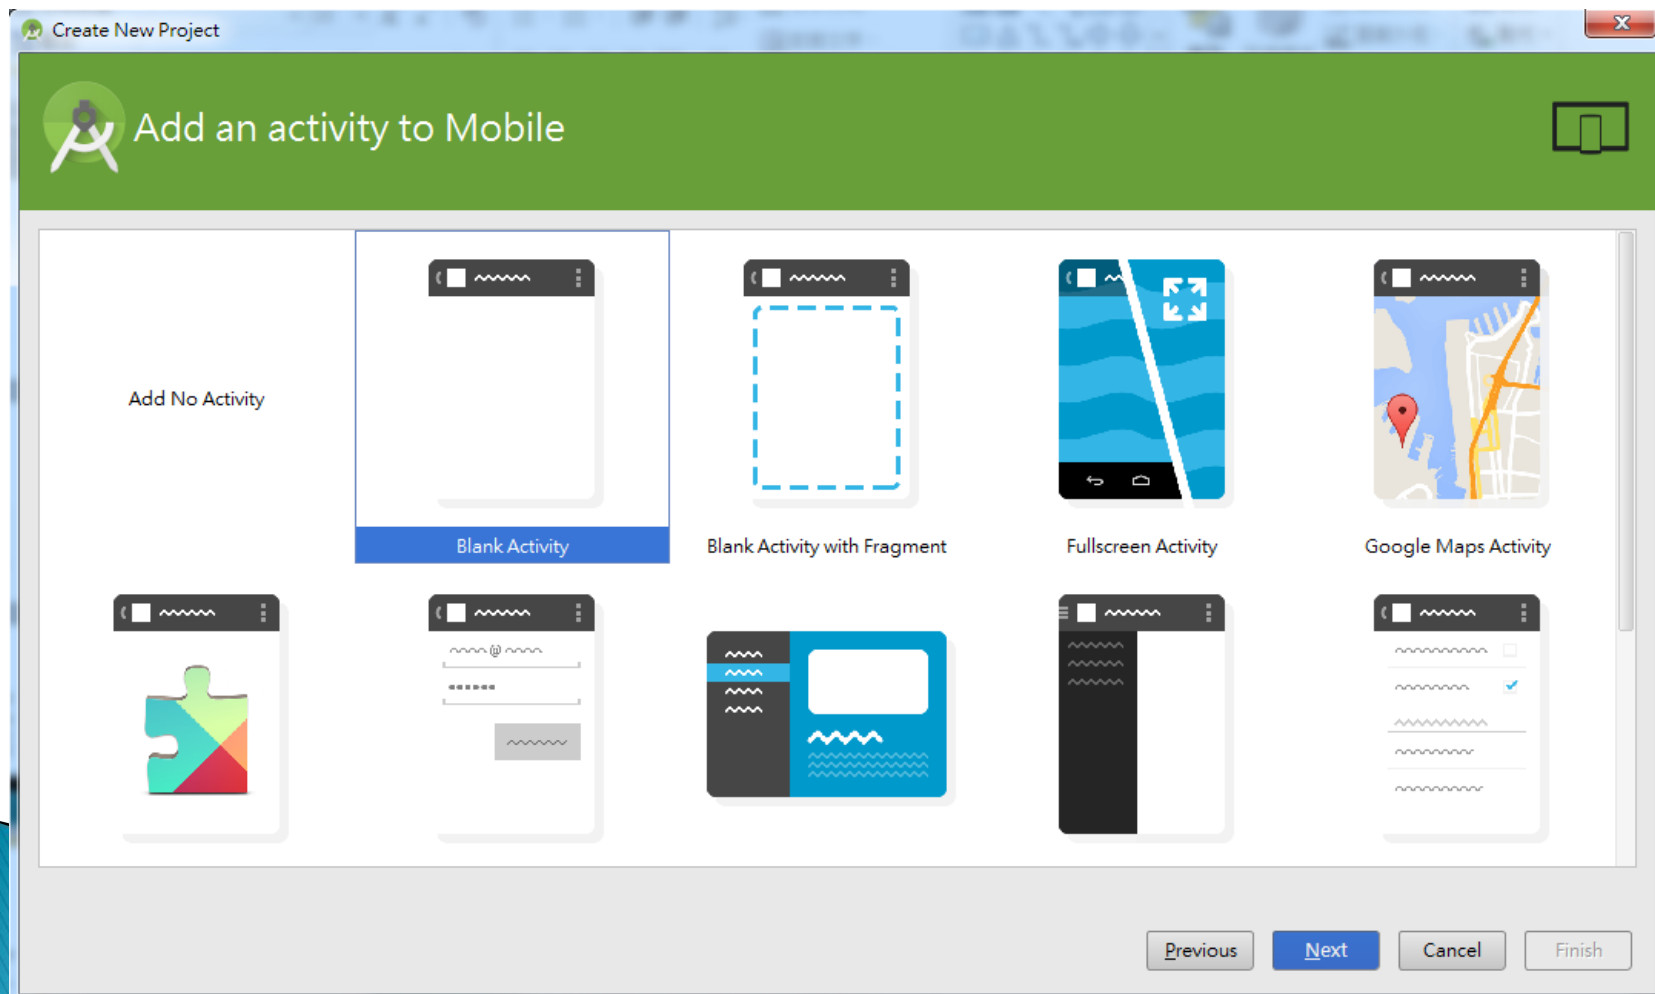 Create New Project
Add an activity to Mobile
Add No Activity
Blank Activity
Blank Activity with Fragment
Fullscreen Activity
Google Maps Activity
Previous
Next
Cancel
Finish